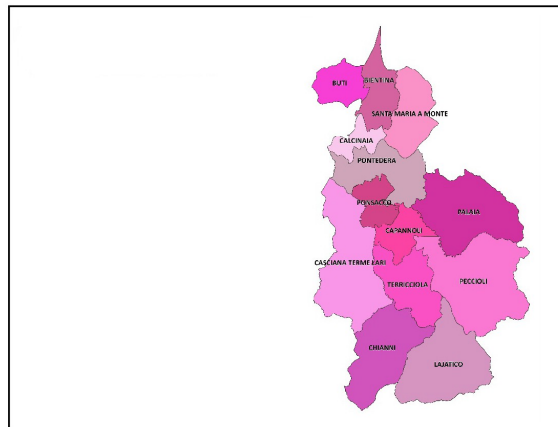 BUTI
BIENTINA
SANTA MARIA A MONTE
CALCINAIA
PONTEDERA
PONSACCO
PALAIA
CAPANNOLI
CASCIANA TERME LARI
PECCIOLI
TERRICCIOLA
CHIANNI
LAJATICO